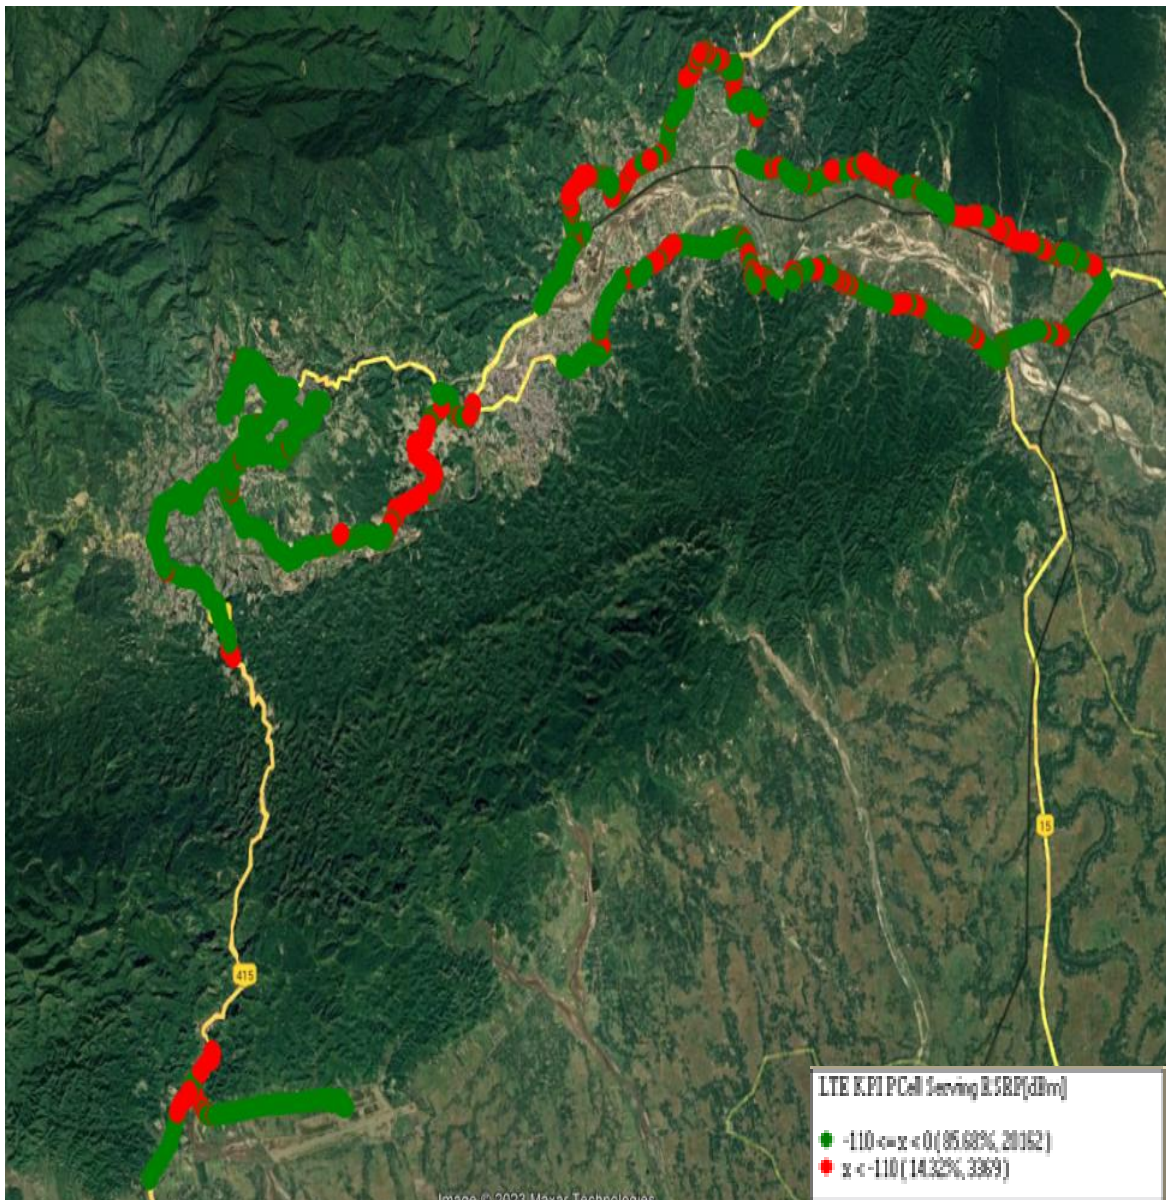 15
415
LTE KPI PCell Serving RSRP[dBm]
-110 <= x < 0 ( 85.68%, 20162)
x < -110 ( 14.32%, 3369)
Image © 2023 Maxar Technologies